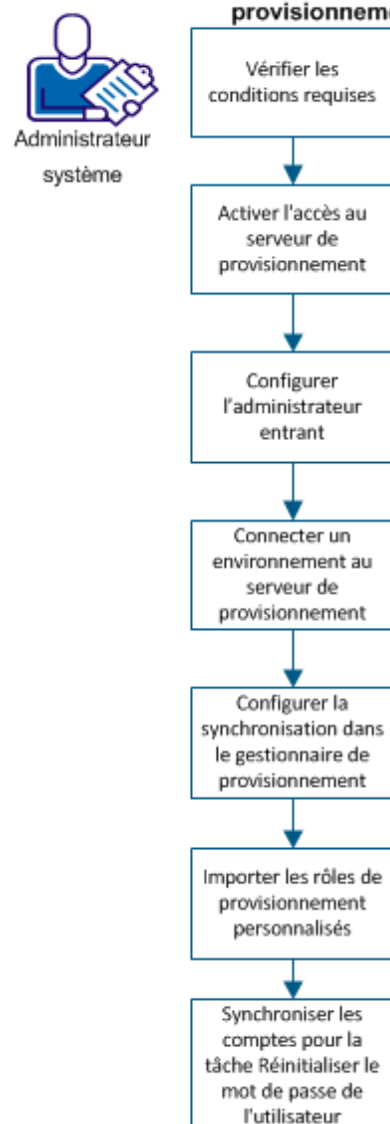 provisionneme
Administrateur
système
Vérifier les
conditions requises
Activer l'accès au
serveur de
provisionnement
Configurer
l'administrateur
entrant
Connecter un
environnement au
serveur de
provisionnement
Configurer la
synchronisation dans
le gestionnaire de
provisionnement
Importer les rôles de
provisionnement
personnalisés
Synchroniser les
comptes pour la
tâche Réinitialiser le
mot de passe de
l'utilisateur